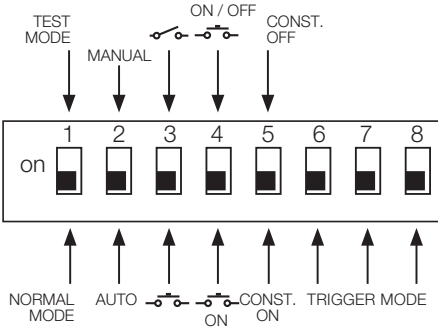 ON / OFF
TEST
MODE
CONST.
OFF
MANUAL
1 2 3 4 5 6 7 8
on
NORMAL
MODE
AUTO
ON
CONST.
ON
TRIGGER MODE